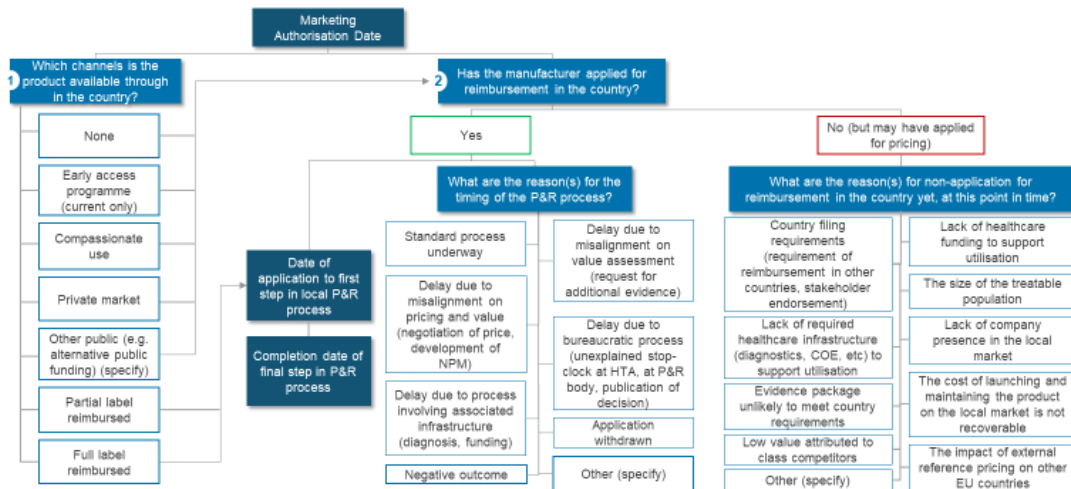 Marketing
Authorisation Date
1
Which channels is the
product available through
in the country?
None
Early access
programme
(current only)
Compassionate
use
Private market
Other public (e.g.
alternative public
funding) (specify)
Partial label
reimbursed
Full label
reimbursed
2
Has the manufacturer applied for
reimbursement in the country?
Yes
Date of
application to first
step in local P&R
process
Completion date of
final step in P&R
process
What are the reason(s) for the
timing of the P&R process?
Standard process
underway
Delay due to
misalignment on
pricing and value
(negotiation of price,
development of
NPM)
Delay due to process
involving associated
infrastructure
(diagnosis, funding)
Negative outcome
Delay due to
misalignment on
value assessment
(request for
additional evidence)
Delay due to
bureaucratic process
(unexplained stop-
clock at HTA, at P&R
body, publication of
decision)
Application
withdrawn
Other (specify)
No (but may have applied
for pricing)
What are the reason(s) for non-application for
reimbursement in the country yet, at this point in time?
Country filing
requirements
(requirement of
reimbursement in other
countries, stakeholder
endorsement)
Lack of required
healthcare infrastructure
(diagnostics, COE, etc) to
support utilisation
Evidence package
unlikely to meet country
requirements
Low value attributed to
class competitors
Other (specify)
Lack of healthcare
funding to support
utilisation
The size of the treatable
population
Lack of company
presence in the local
market
The cost of launching and
maintaining the product
on the local market is not
recoverable
The impact of external
reference pricing on other
EU countries